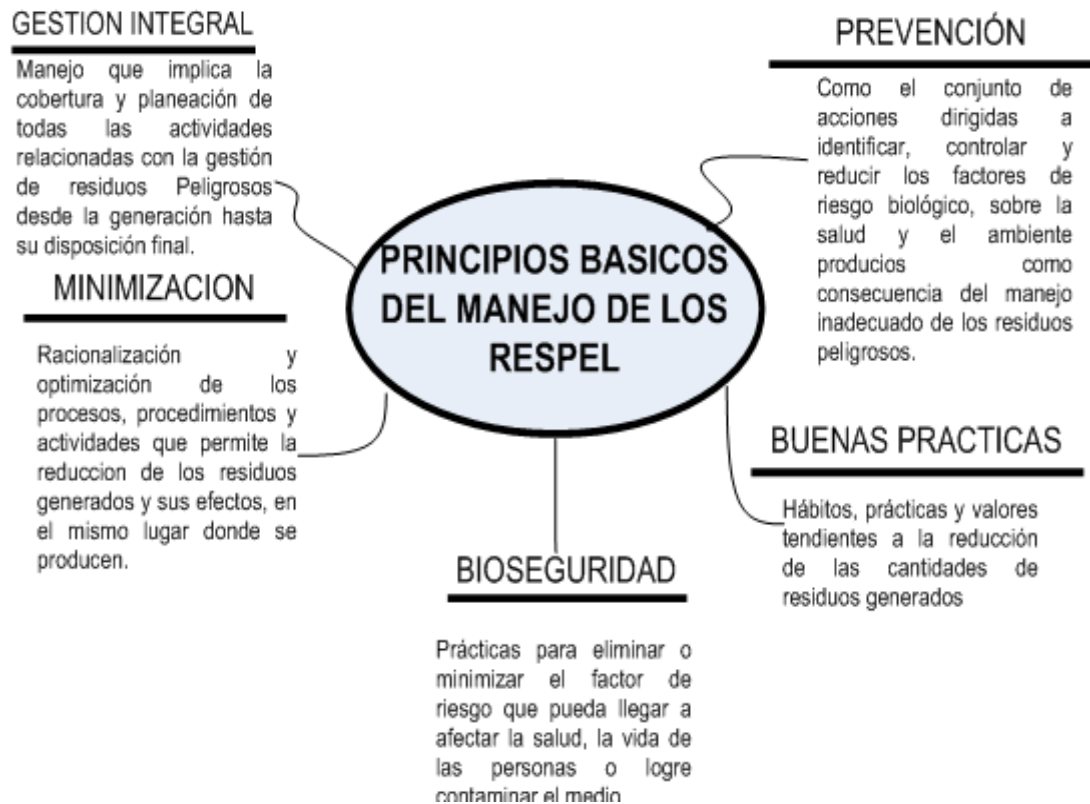 GESTION INTEGRAL
Manejo que implica la
cobertura y planeación de
todas las actividades
relacionadas con la gestión
de residuos Peligrosos
desde la generación hasta
su disposición final.
MINIMIZACION
Racionalización y
optimización de los
procesos, procedimientos y
actividades que permite la
reduccion de los residuos
generados y sus efectos, en
el mismo lugar donde se
producen.
PRINCIPIOS BASICOS
DEL MANEJO DE LOS
RESPEL
PREVENCIÓN
Como el conjunto de
acciones dirigidas a
identificar, controlar y
reducir los factores de
riesgo biológico, sobre la
salud y el ambiente
producios como
consecuencia del manejo
inadecuado de los residuos
peligrosos.
BUENAS PRACTICAS
Hábitos, prácticas y valores
tendientes a la reducción
de las cantidades de
residuos generados
BIOSEGURIDAD
Prácticas para eliminar o
minimizar el factor de
riesgo que pueda llegar a
afectar la salud, la vida de
las personas o logre
contaminar el medio